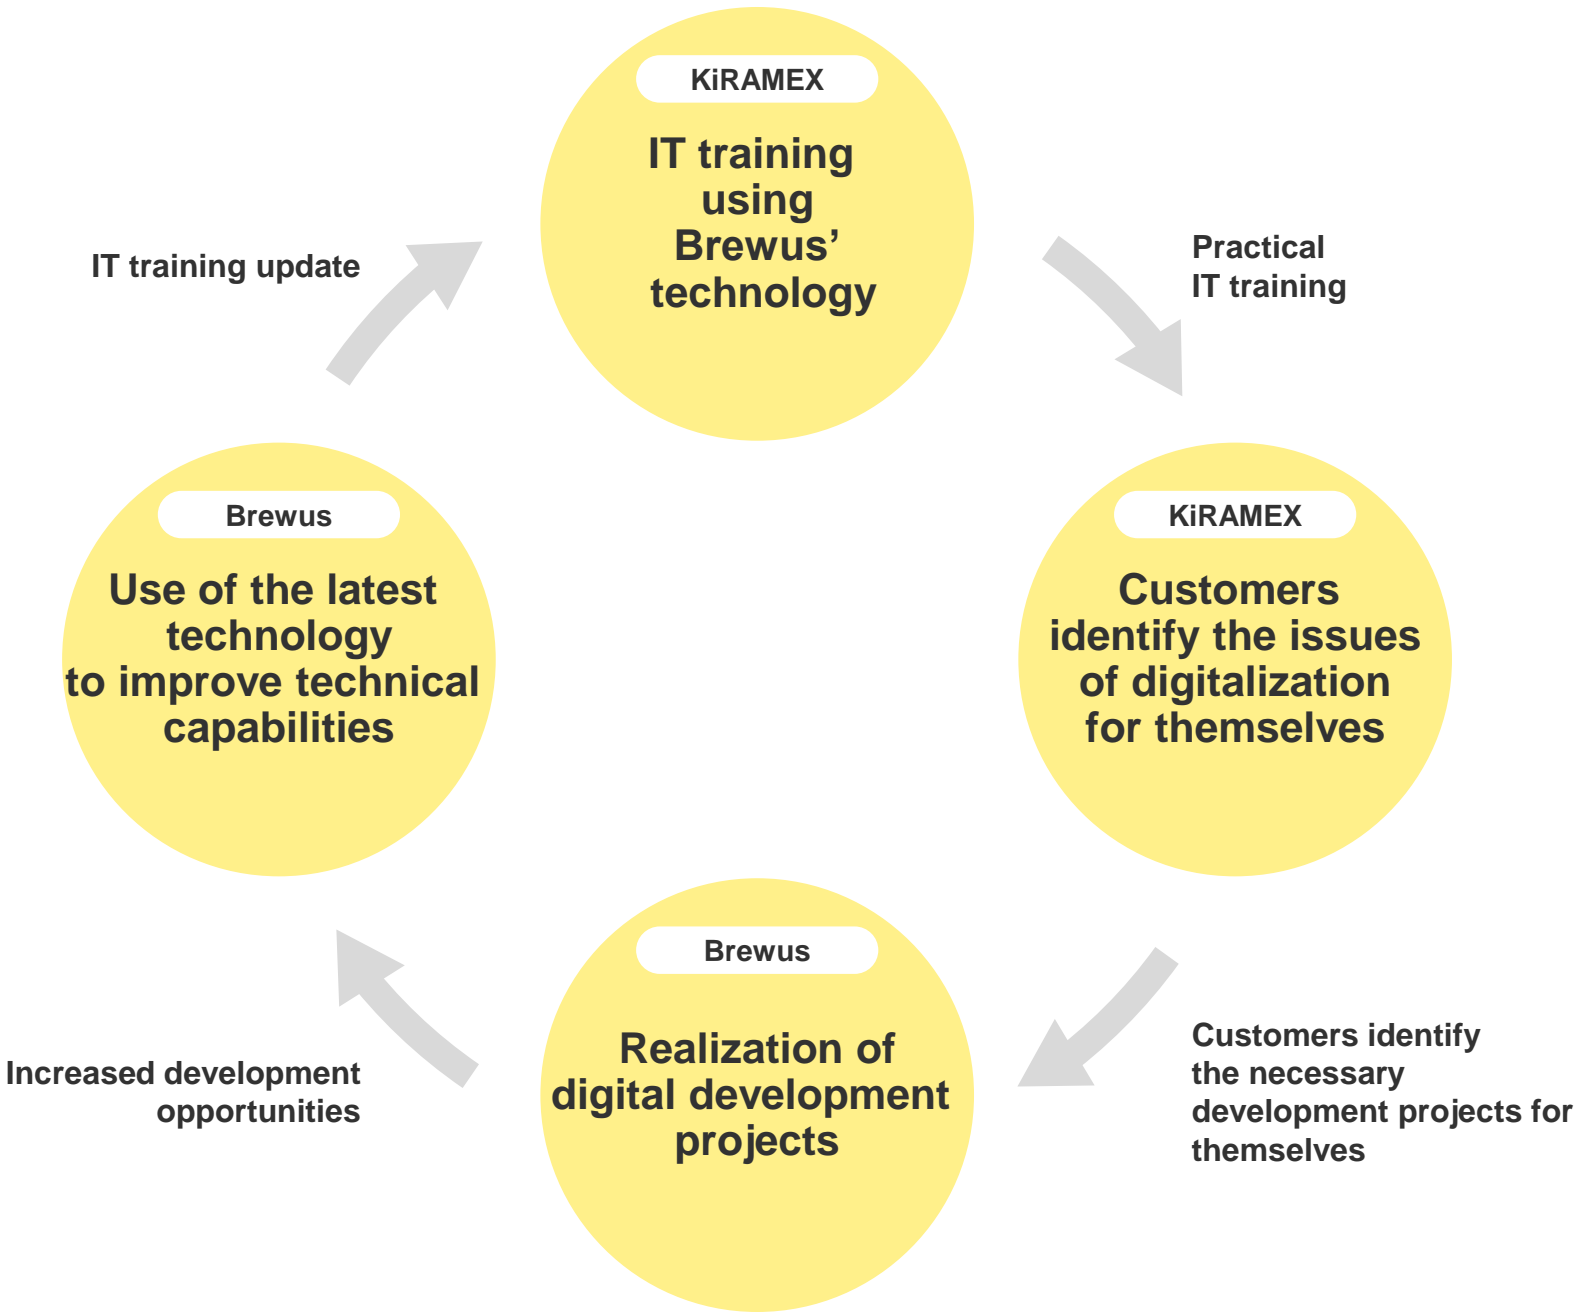 KiRAMEX
IT training
using
Brewus’
technology
Practical
IT training
KiRAMEX
Customers
identify the issues
of digitalization
for themselves
Customers identify
the necessary
development projects for
themselves
Brewus
Realization of
digital development
projects
Increased development
opportunities
Brewus
Use of the latest
technology
to improve technical
capabilities
IT training update